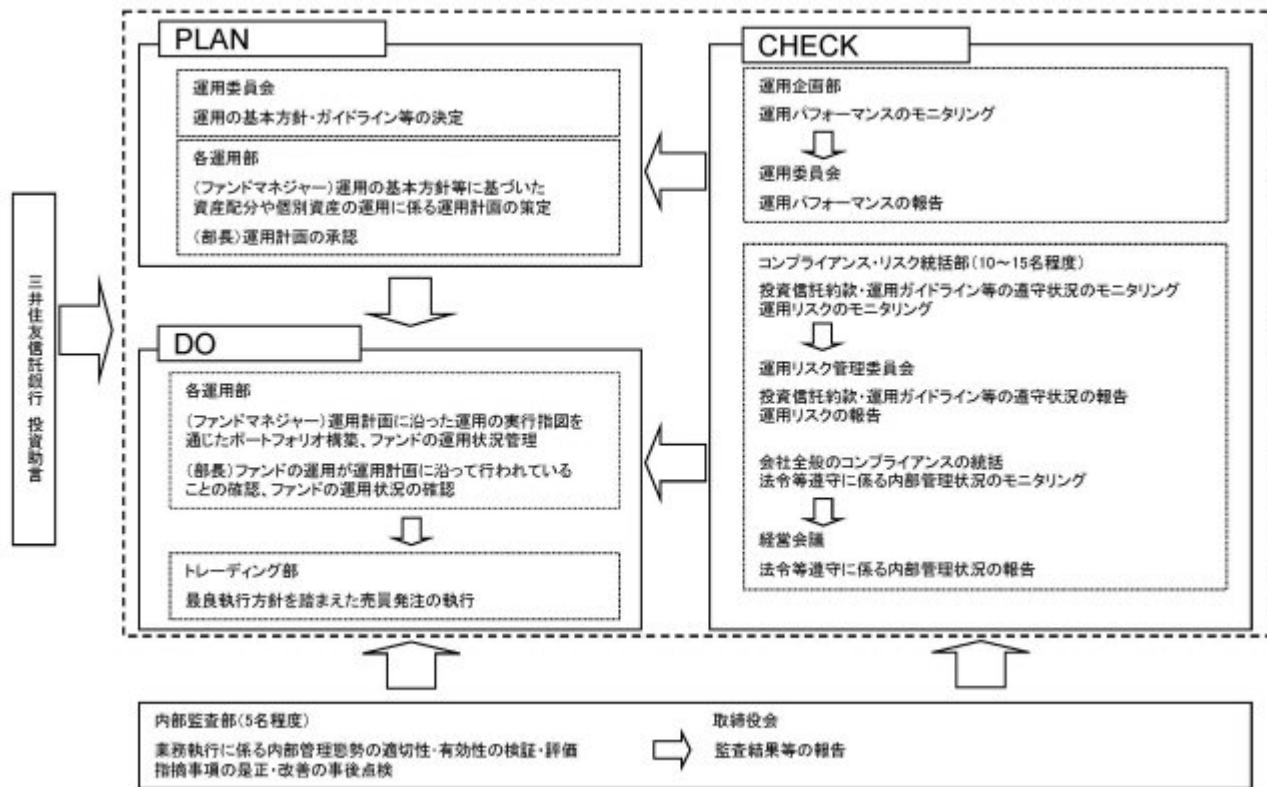 三井住友信託銀行 投資助言
PLAN
運用委員会
運用の基本方針・ガイドライン等の決定
各運用部
(ファンドマネジャー)運用の基本方針等に基づいた
資産配分や個別資産の運用に係る運用計画の策定
(部長)運用計画の承認
DO
各運用部
(ファンドマネジャー)運用計画に沿った運用の実行指図を
通じたポートフォリオ構築、ファンドの運用状況管理
(部長)ファンドの運用が運用計画に沿って行われている
ことの確認、ファンドの運用状況の確認
トレーディング部
最良執行方針を踏まえた売買発注の執行
CHECK
運用企画部
運用パフォーマンスのモニタリング
運用委員会
運用パフォーマンスの報告
コンプライアンス・リスク統括部(10~15名程度)
投資信託約款・運用ガイドライン等の遵守状況のモニタリング
運用リスクのモニタリング
運用リスク管理委員会
投資信託約款・運用ガイドライン等の遵守状況の報告
運用リスクの報告
会社全般のコンプライアンスの統括
法令等遵守に係る内部管理状況のモニタリング
経営会議
法令等遵守に係る内部管理状況の報告
内部監査部(5名程度)
業務執行に係る内部管理態勢の適切性・有効性の検証・評価
指摘事項の是正・改善の事後点検
取締役会
監査結果等の報告